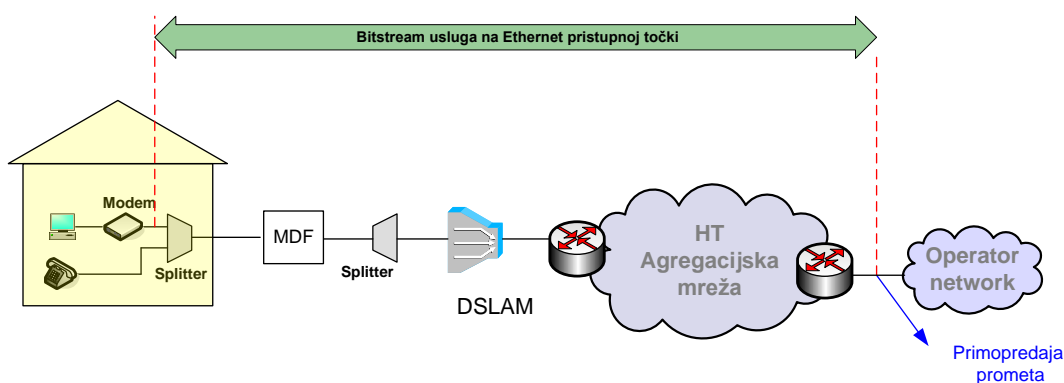 Bitstream usluga na Ethernet pristupnoj točki
Modem
Splitter
MDF
Splitter
DSLAM
HT
Agregacijska
mreža
Operator
network
Primopredaja
prometa